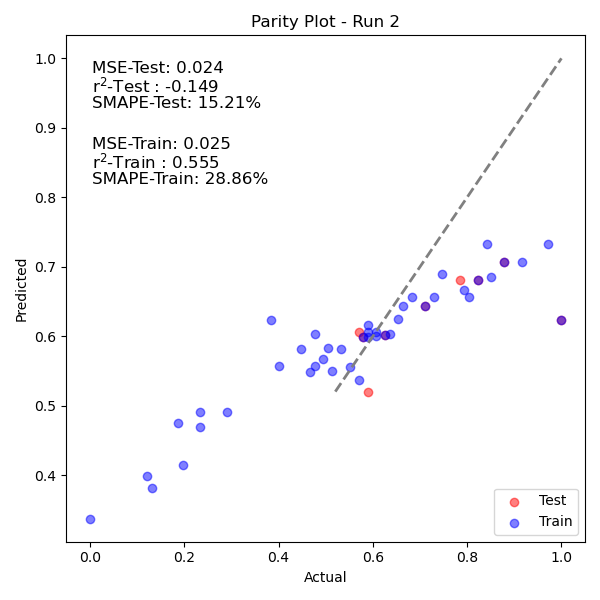 Parity Plot - Run 2
MSE-Test: 0.024
r²-Test : -0.149
SMAPE-Test: 15.21%
MSE-Train: 0.025
r²-Train : 0.555
SMAPE-Train: 28.86%
1.0
0.9
0.8
0.7
0.6
0.5
0.4
Predicted
Test
Train
0.0
0.2
0.4
0.6
0.8
1.0
Actual